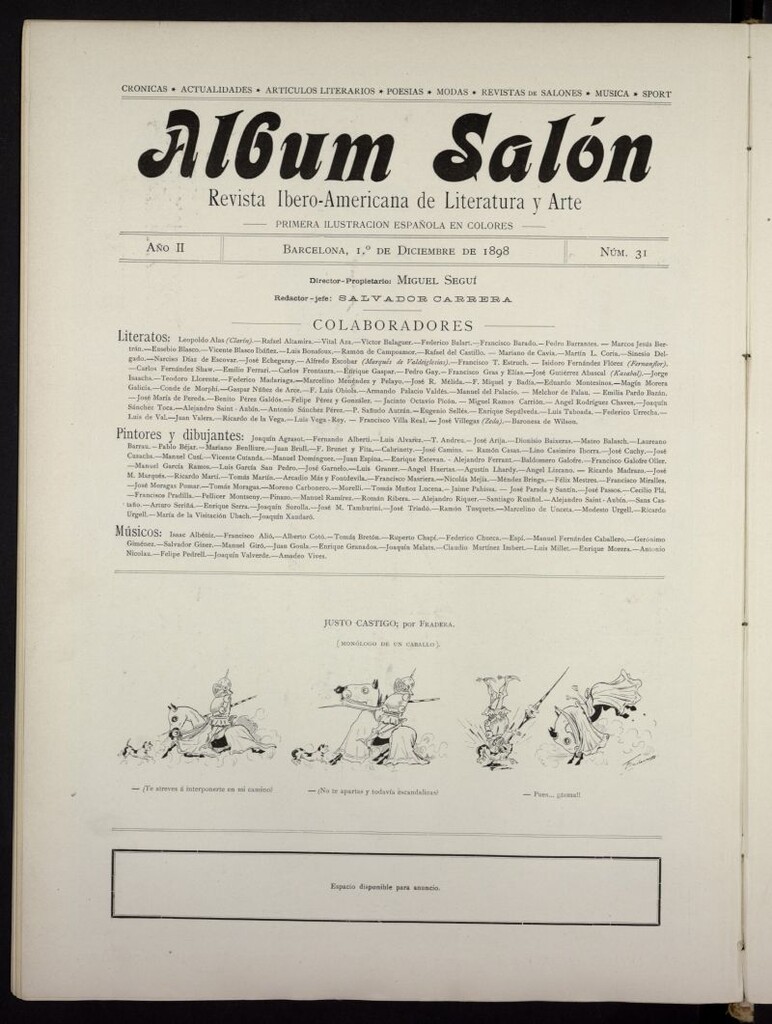 CRONICAS • ACTUALIDADES • ARTICULOS LITERARIOS • POESIAS • MODAS • REVISTAS DE SALONES • MUSICA • SPORT
Album Salón
Revista Ibero-Americana de Literatura y Arte
PRIMERA ILUSTRACION ESPAÑOLA EN COLORES
AÑO II BARCELONA, 1.º DE DICIEMBRE DE 1898 NÚM. 31
Director-Propietario: MIGUEL SEGUÍ
Redactor-jefe: SALVADOR CARRERA
COLABORADORES
Literatos: Leopoldo Alas (Clarín).—Rafael Altamira.—Vital Aza.—Víctor Balaguer.—Federico Balart.—Francisco Barado.—Pedro Barrantes.—Marcos Jesús Ber-
trán.—Eusebio Blasco.—Vicente Blasco Ibáñez.—Luis Bonafoux.—Ramón de Campoamor.—Rafael del Castillo.—Mariano de Cavia.—Martín L. Coria.—Sinesio Del-
gado.—Narciso Díaz de Escovar.—José Echegaray.—Alfredo Escobar (Marqués de Valdeiglesias).—Francisco T. Estruch.—Isidoro Fernández Flórez (Fernanflor).
—Carlos Fernández Shaw.—Emilio Ferrari.—Carlos Frontaura.—Enrique Gaspar.—Pedro Gay.—Francisco Gras y Elías.—José Gutiérrez Abascal (Kasabal).—Jorge
Isaachs.—Teodoro Llorente.—Federico Madariaga.—Marcelino Menéndez y Pelayo.—José R. Mélida.—F. Miquel y Badía.—Eduardo Montesinos.—Magín Morera
Galicia.—Conde de Morphi.—Gaspar Núñez de Arce.—F. Luis Obiols.—Armando Palacio Valdés.—Manuel del Palacio.—Melchor de Palau.—Emilia Pardo Bazán.
—José María de Pereda.—Benito Pérez Galdós.—Felipe Pérez y González.—Jacinto Octavio Picón.—Miguel Ramos Carrión.—Angel Rodríguez Chaves.—Joaquín
Sánchez Toca.—Alejandro Saint-Aubín.—Antonio Sánchez Pérez.—P. Sañudo Autrán.—Eugenio Sellés.—Enrique Sepúlveda.—Luis Taboada.—Federico Urrecha.—
Luis de Val.—Juan Valera.—Ricardo de la Vega.—Luis Vega-Rey.—Francisco Villa Real.—José Villegas (Zeda).—Baronesa de Wilson.
Pintores y dibujantes: Joaquín Agrasot.—Fernando Alberti.—Luis Alvarez.—T. Andreu.—José Arija.—Dionisio Baixeras.—Mateo Balasch.—Laureano
Barrau.—Pablo Béjar.—Mariano Benlliure.—Juan Brull.—F. Brunet y Fita.—Cabrinety.—José Camins.—Ramón Casas.—Lino Casimiro Iborra.—José Cuchy.—José
Cusachs.—Manuel Cusí.—Vicente Cutanda.—Manuel Domínguez.—Juan Espina.—Enrique Estevan.—Alejandro Ferrant.—Baldomero Galofre.—Francisco Galofre Oller.
—Manuel García Ramos.—Luis García San Pedro.—José Garnelo.—Luis Graner.—Angel Huertas.—Agustín Lhardy.—Angel Lizcano.—Ricardo Madrazo.—José
M. Marqués.—Ricardo Martí.—Tomás Martín.—Arcadio Más y Fontdevila.—Francisco Masriera.—Nicolás Mejía.—Méndez Bringa.—Félix Mestres.—Francisco Miralles.
—José Moragas Pomar.—Tomás Moragas.—Moreno Carbonero.—Morelli.—Tomás Muñoz Lucena.—Jaime Pahissa.—José Parada y Santín.—José Passos.—Cecilio Plá.
—Francisco Pradilla.—Pellicer Montseny.—Pinazo.—Manuel Ramírez.—Román Ribera.—Alejandro Riquer.—Santiago Rusiñol.—Alejandro Saint-Aubín.—Sans Cas-
taño.—Arturo Seriñá.—Enrique Serra.—Joaquín Sorolla.—José M. Tamburini.—José Triadó.—Ramón Tusquets.—Marcelino de Unceta.—Modesto Urgell.—Ricardo
Urgell.—María de la Visitación Ubach.—Joaquín Xaudaró.
Músicos: Isaac Albéniz.—Francisco Alió.—Alberto Cotó.—Tomás Bretón.—Ruperto Chapí.—Federico Chueca.—Espí.—Manuel Fernández Caballero.—Gerónimo
Giménez.—Salvador Giner.—Manuel Giró.—Juan Goula.—Enrique Granados.—Joaquín Malats.—Claudio Martínez Imbert.—Luis Millet.—Enrique Morera.—Antonio
Nicolau.—Felipe Pedrell.—Joaquín Valverde.—Amadeo Vives.
JUSTO CASTIGO; por FRADERA.
(MONÓLOGO DE UN CABALLO).
— ¡Te atreves á interponerte en mi camino!
— ¡No te apartas y todavía escandalizas!
— Pues... ¡¡toma!!
Espacio disponible para anuncio.